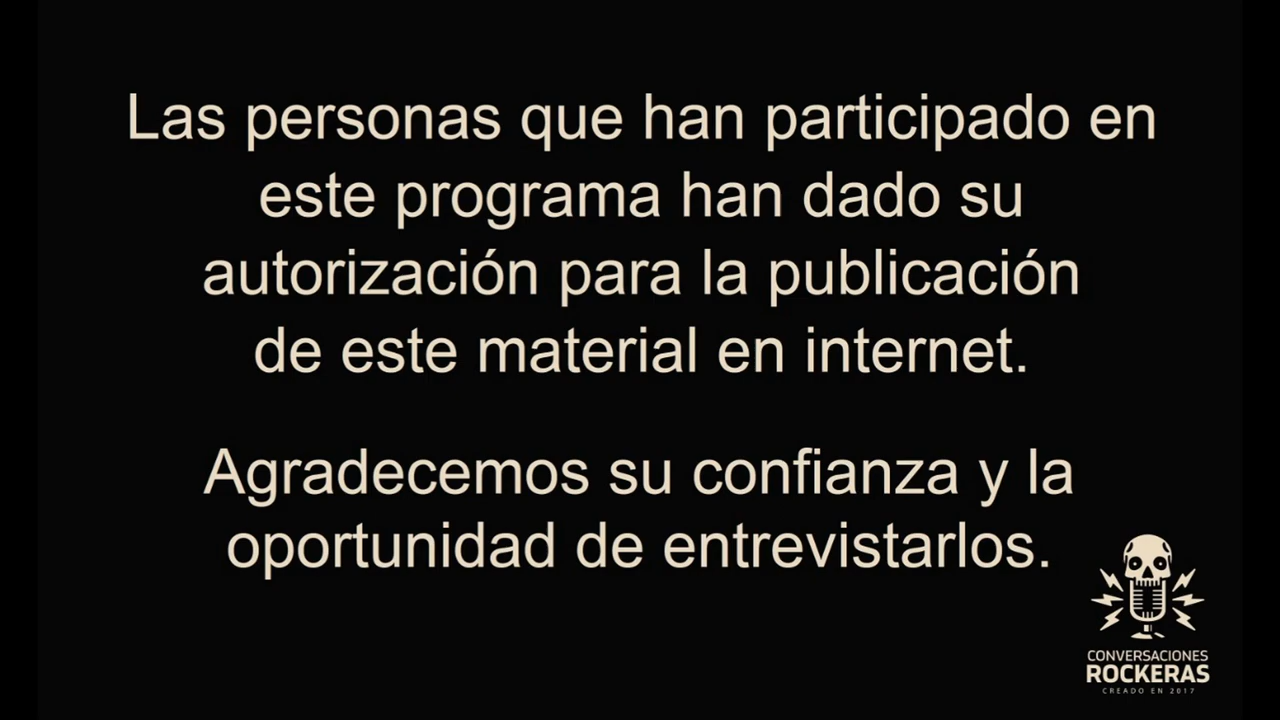 Las personas que han participado en
este programa han dado su
autorización para la publicación
de este material en internet.
Agradecemos su confianza y la
oportunidad de entrevistarlos.
CONVERSACIONES
ROCKERAS
CREADO EN 2017